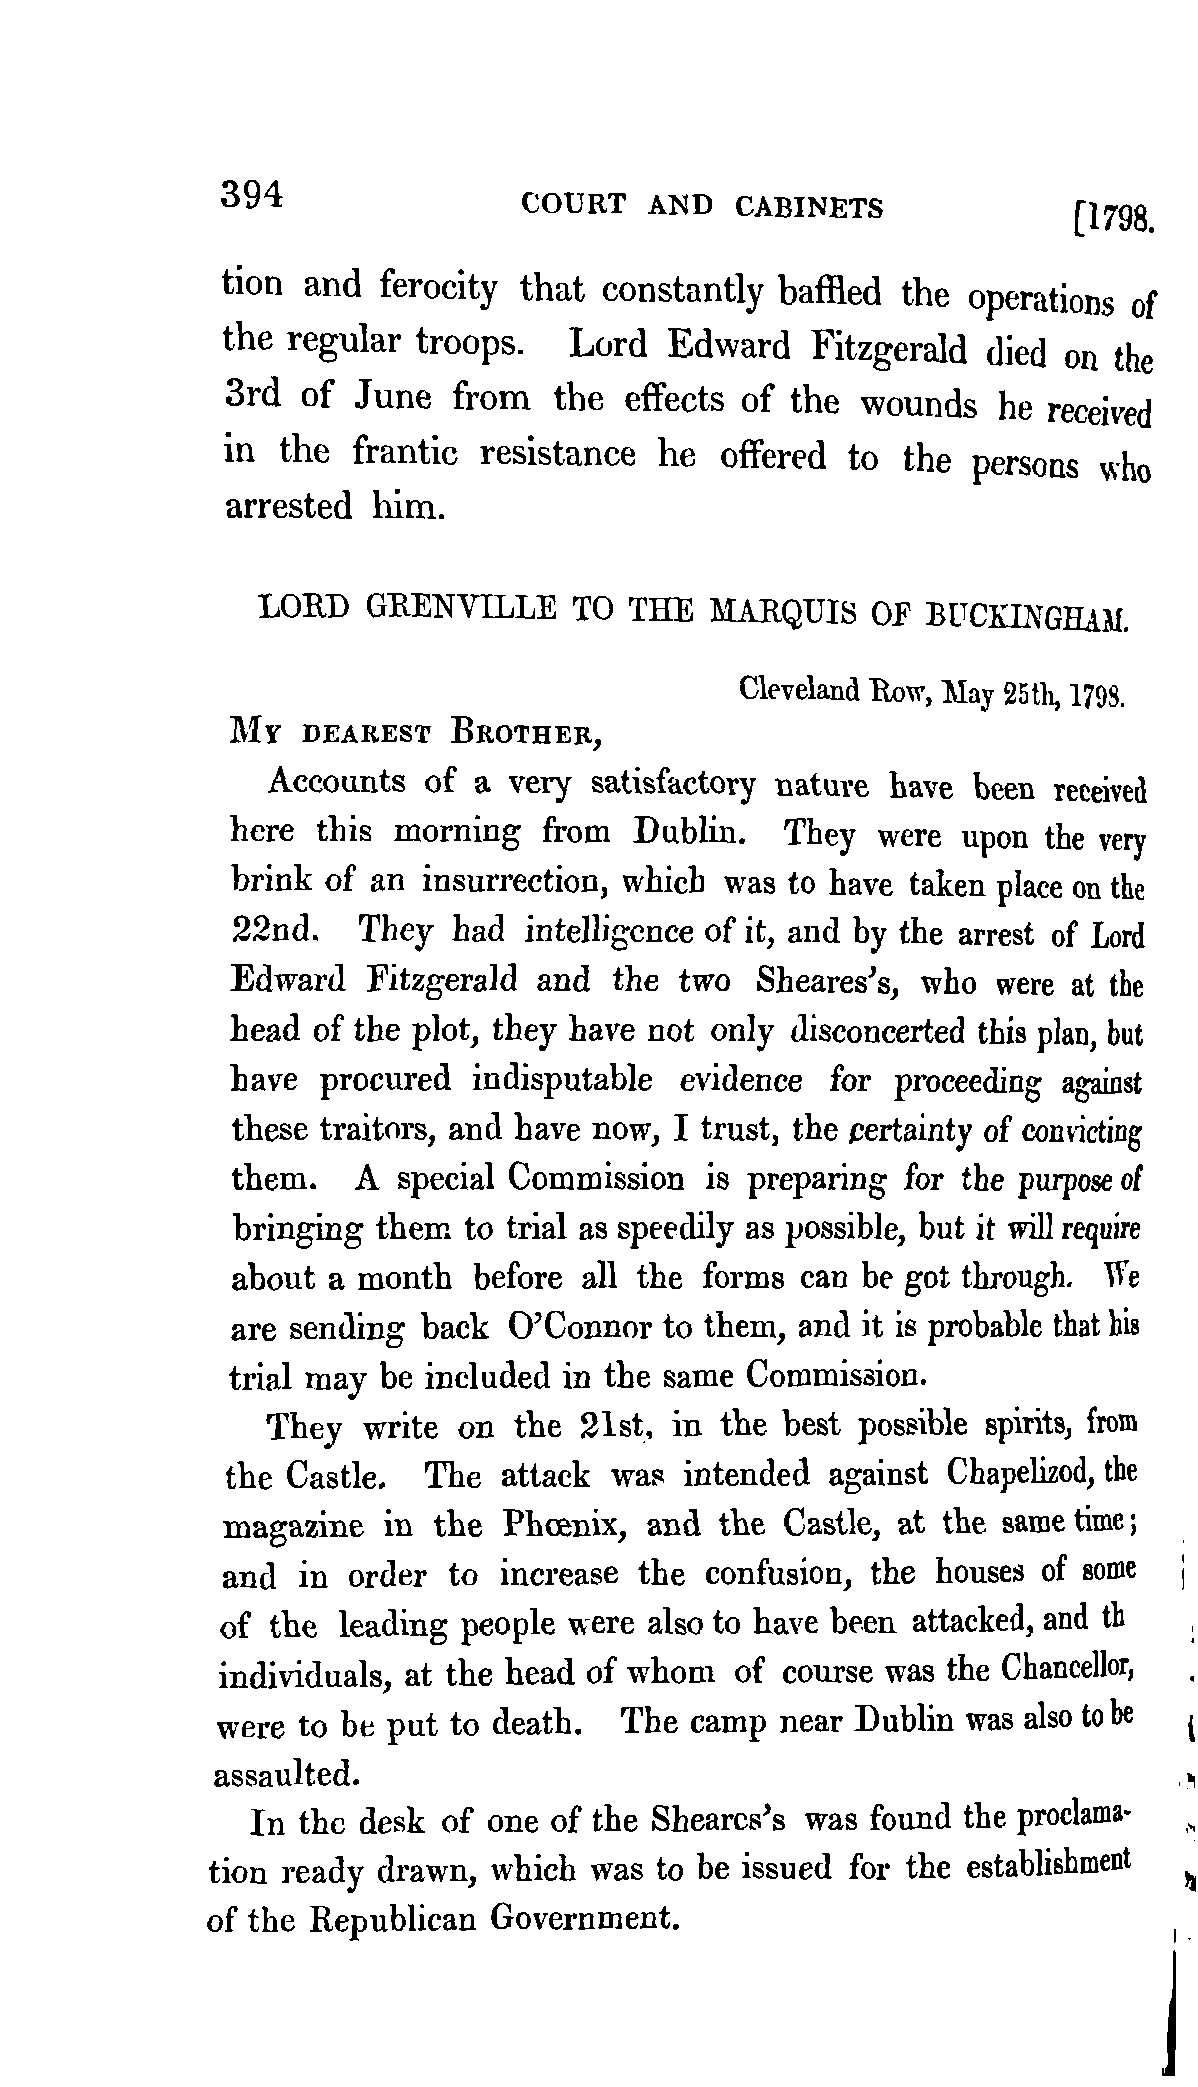 394 COURT AND CABINETS [1798.
tion and ferocity that constantly baffled the operations of
the regular troops. Lord Edward Fitzgerald died on the
3rd of June from the effects of the wounds he received
in the frantic resistance he offered to the persons who
arrested him.
LORD GRENVILLE TO THE MARQUIS OF BUCKINGHAM.
Cleveland Row, May 25th, 1798.
MY DEAREST BROTHER,
Accounts of a very satisfactory nature have been received
here this morning from Dublin. They were upon the very
brink of an insurrection, which was to have taken place on the
22nd. They had intelligence of it, and by the arrest of Lord
Edward Fitzgerald and the two Sheares's, who were at the
head of the plot, they have not only disconcerted this plan, but
have procured indisputable evidence for proceeding against
these traitors, and have now, I trust, the certainty of convicting
them. A special Commission is preparing for the purpose of
bringing them to trial as speedily as possible, but it will require
about a month before all the forms can be got through. We
are sending back O'Connor to them, and it is probable that his
trial may be included in the same Commission.
They write on the 21st, in the best possible spirits, from
the Castle. The attack was intended against Chapelizod, the
magazine in the Phœnix, and the Castle, at the same time;
and in order to increase the confusion, the houses of some
of the leading people were also to have been attacked, and th
individuals, at the head of whom of course was the Chancellor,
were to be put to death. The camp near Dublin was also to be
assaulted.
In the desk of one of the Sheares's was found the proclama-
tion ready drawn, which was to be issued for the establishment
of the Republican Government.